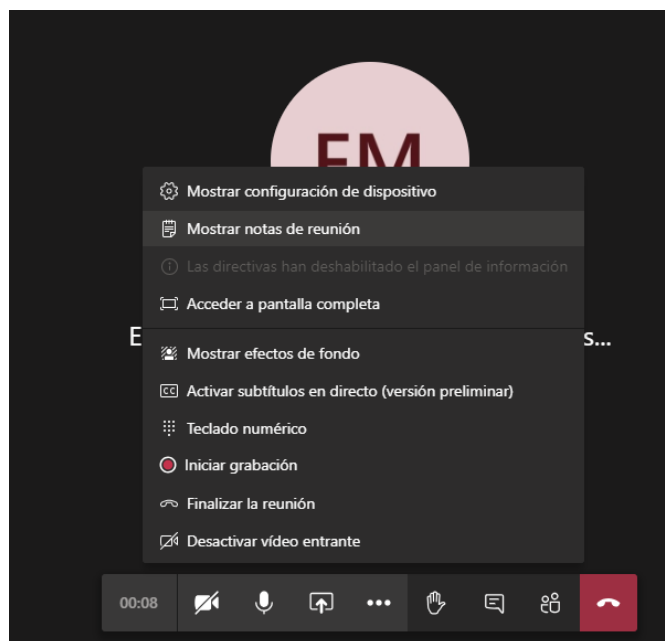 EM
Mostrar configuración de dispositivo
Mostrar notas de reunión
Las directivas han deshabilitado el panel de información
Acceder a pantalla completa
E
s...
Mostrar efectos de fondo
CC Activar subtítulos en directo (versión preliminar)
Teclado numérico
Iniciar grabación
Finalizar la reunión
Desactivar vídeo entrante
00:08